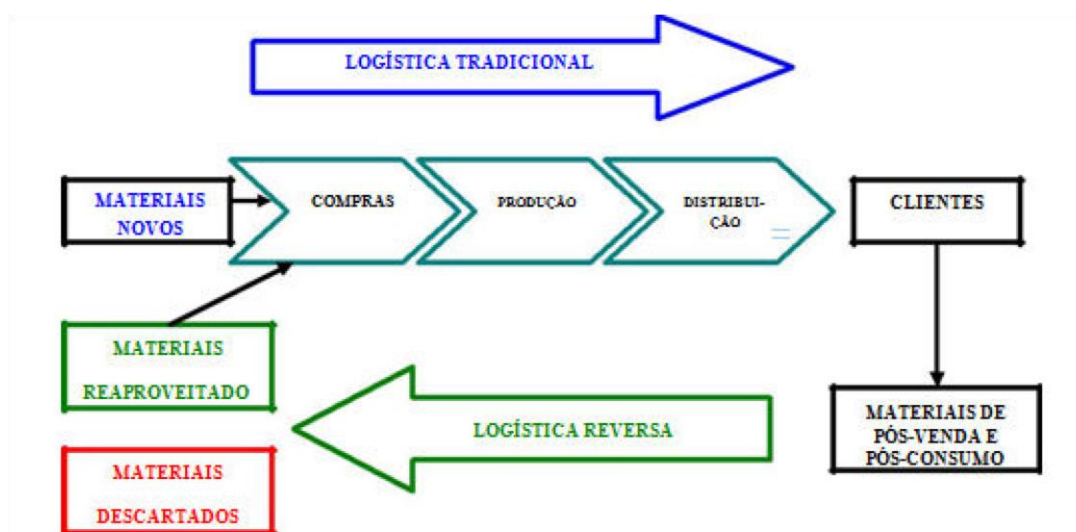 LOGÍSTICA TRADICIONAL
MATERIAIS
NOVOS
COMPRAS
PRODUÇÃO
DISTRIBUI-
ÇÃO
CLIENTES
MATERIAIS
REAPROVEITADO
LOGÍSTICA REVERSA
MATERIAIS DE
PÓS-VENDA E
PÓS-CONSUMO
MATERIAIS
DESCARTADOS